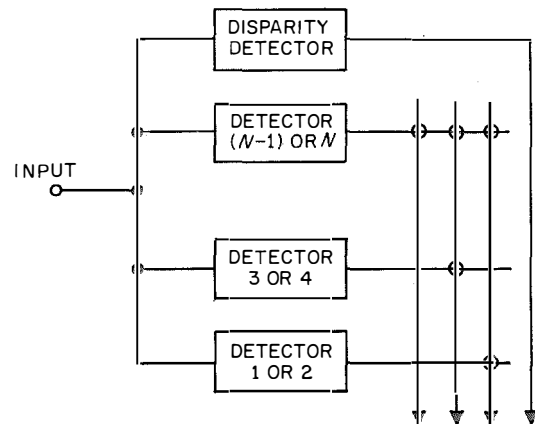 DISPARITY
DETECTOR
DETECTOR
(N-1) OR N
INPUT
DETECTOR
3 OR 4
DETECTOR
1 OR 2